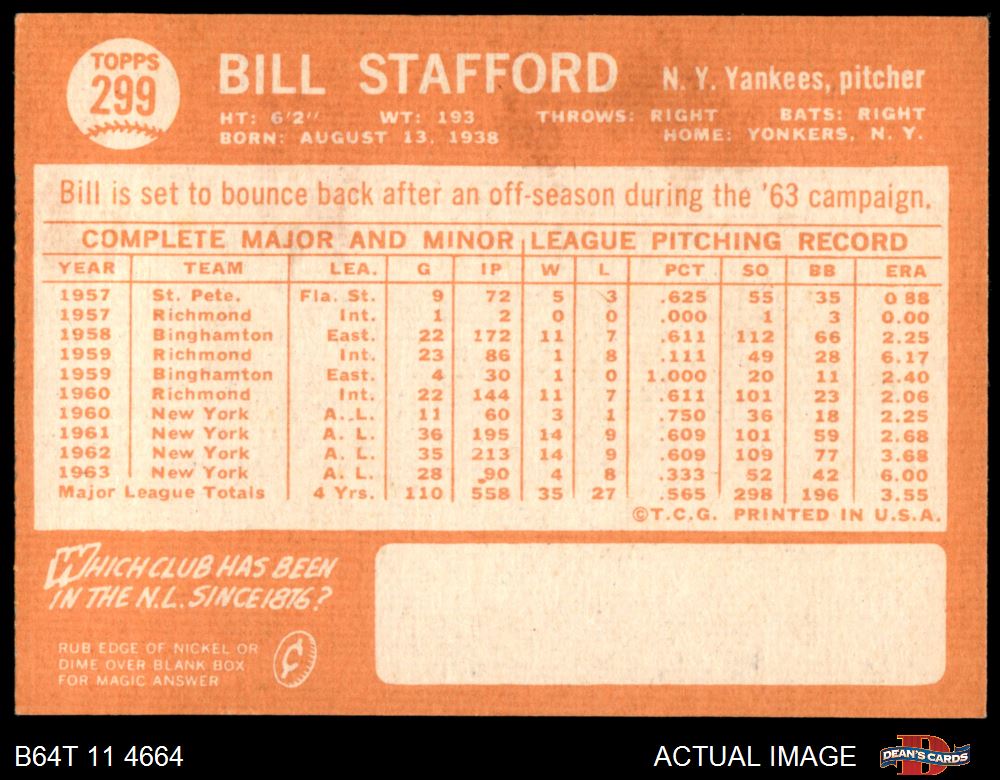 TOPPS
299
BILL STAFFORD N. Y. Yankees, pitcher
HT: 6'2" WT: 193 THROWS: RIGHT BATS: RIGHT
BORN: AUGUST 13, 1938 HOME: YONKERS, N. Y.
Bill is set to bounce back after an off-season during the '63 campaign.
COMPLETE MAJOR AND MINOR LEAGUE PITCHING RECORD
YEAR TEAM LEA. G IP W L PCT SO BB ERA
1957 St. Pete. Fla. St. 9 72 5 3 .625 55 35 0 88
1957 Richmond Int. 1 2 0 0 .000 1 3 0.00
1958 Binghamton East. 22 172 11 7 .611 112 66 2.25
1959 Richmond Int. 23 86 1 8 .111 49 28 6.17
1959 Binghamton East. 4 30 1 0 1.000 20 11 2.40
1960 Richmond Int. 22 144 11 7 .611 101 23 2.06
1960 New York A. L. 11 60 3 1 .750 36 18 2.25
1961 New York A. L. 36 195 14 9 .609 101 59 2.68
1962 New York A. L. 35 213 14 9 .609 109 77 3.68
1963 New York A. L. 28 90 4 8 .333 52 42 6.00
Major League Totals 4 Yrs. 110 558 35 27 .565 298 196 3.55
©T.C.G. PRINTED IN U.S.A.
WHICH CLUB HAS BEEN
IN THE N.L. SINCE 1876?
RUB EDGE OF NICKEL OR
DIME OVER BLANK BOX
FOR MAGIC ANSWER
¢
B64T 11 4664 ACTUAL IMAGE DEAN'S CARDS